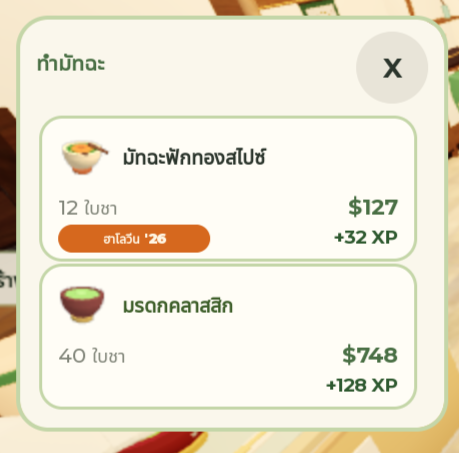 ทำมัทฉะ
X
มัทฉะฟักทองสไปซ์
12 ใบชา
$127
ฮาโลวีน '26
+32 XP
มรดกคลาสสิก
40 ใบชา
$748
+128 XP